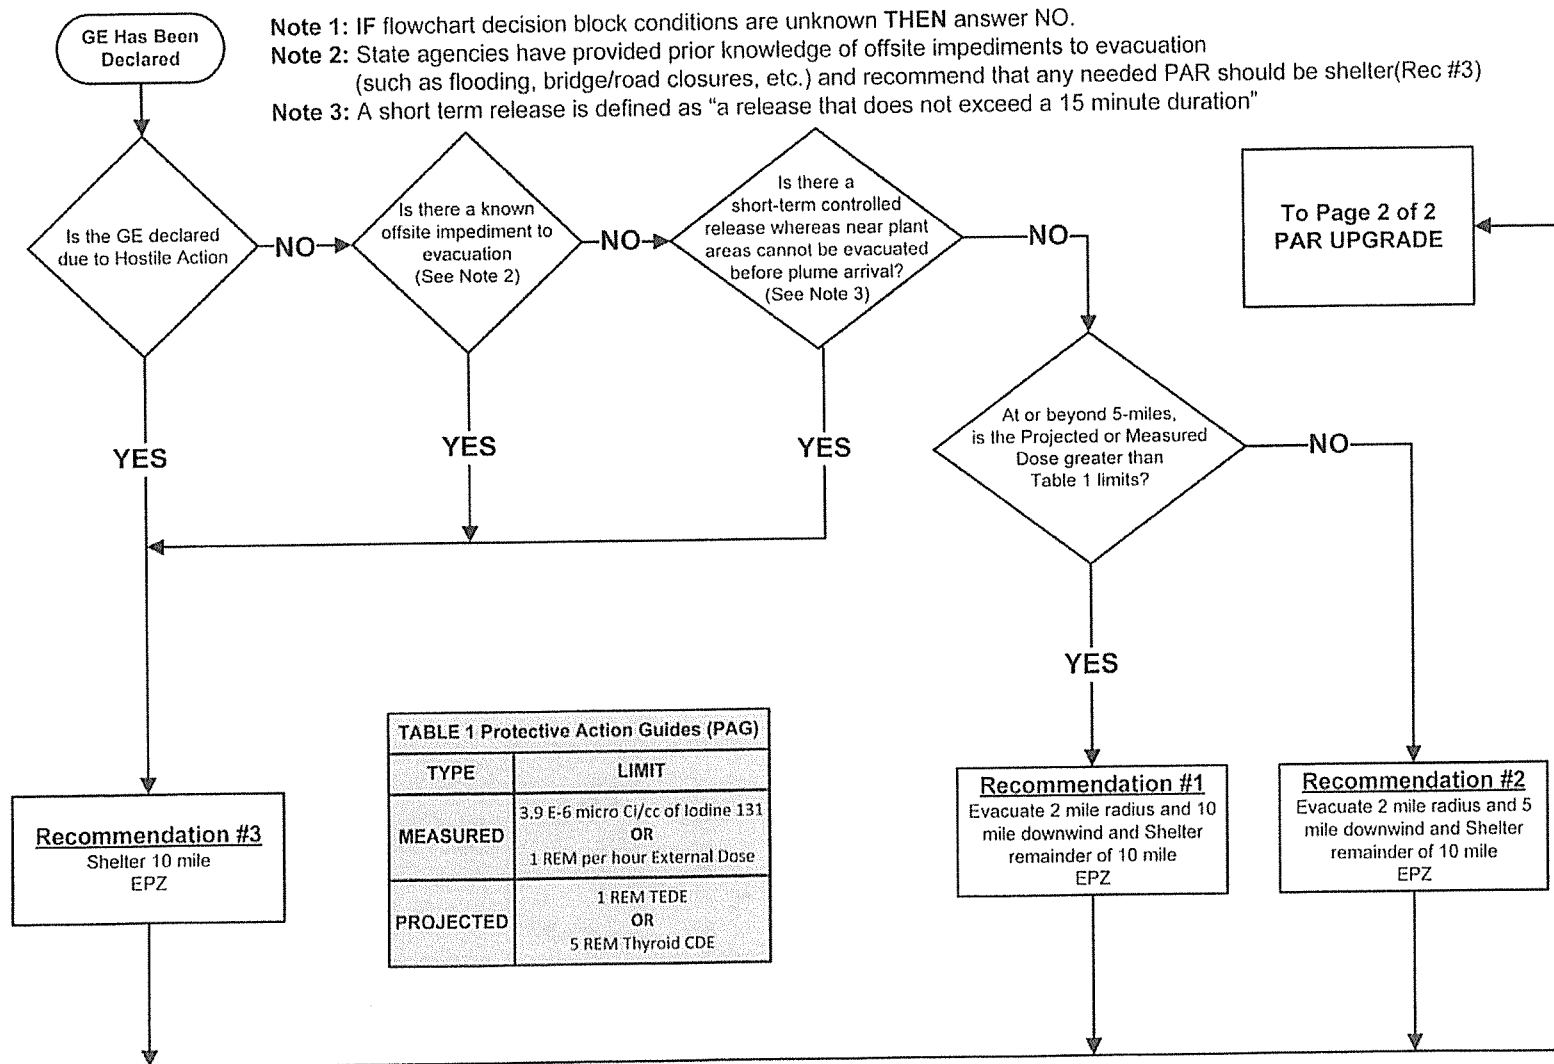 GE Has Been
Declared
Note 1: IF flowchart decision block conditions are unknown THEN answer NO.
Note 2: State agencies have provided prior knowledge of offsite impediments to evacuation
(such as flooding, bridge/road closures, etc.) and recommend that any needed PAR should be shelter(Rec #3)
Note 3: A short term release is defined as “a release that does not exceed a 15 minute duration”
Is the GE declared
due to Hostile Action
NO
Is there a known
offsite impediment to
evacuation
(See Note 2)
NO
Is there a
short-term controlled
release whereas near plant
areas cannot be evacuated
before plume arrival?
(See Note 3)
NO
To Page 2 of 2
PAR UPGRADE
YES
YES
YES
At or beyond 5-miles,
is the Projected or Measured
Dose greater than
Table 1 limits?
NO
YES
TABLE 1 Protective Action Guides (PAG)
TYPE
LIMIT
MEASURED
3.9 E-6 micro Ci/cc of Iodine 131
OR
1 REM per hour External Dose
PROJECTED
1 REM TEDE
OR
5 REM Thyroid CDE
Recommendation #3
Shelter 10 mile
EPZ
Recommendation #1
Evacuate 2 mile radius and 10
mile downwind and Shelter
remainder of 10 mile
EPZ
Recommendation #2
Evacuate 2 mile radius and 5
mile downwind and Shelter
remainder of 10 mile
EPZ